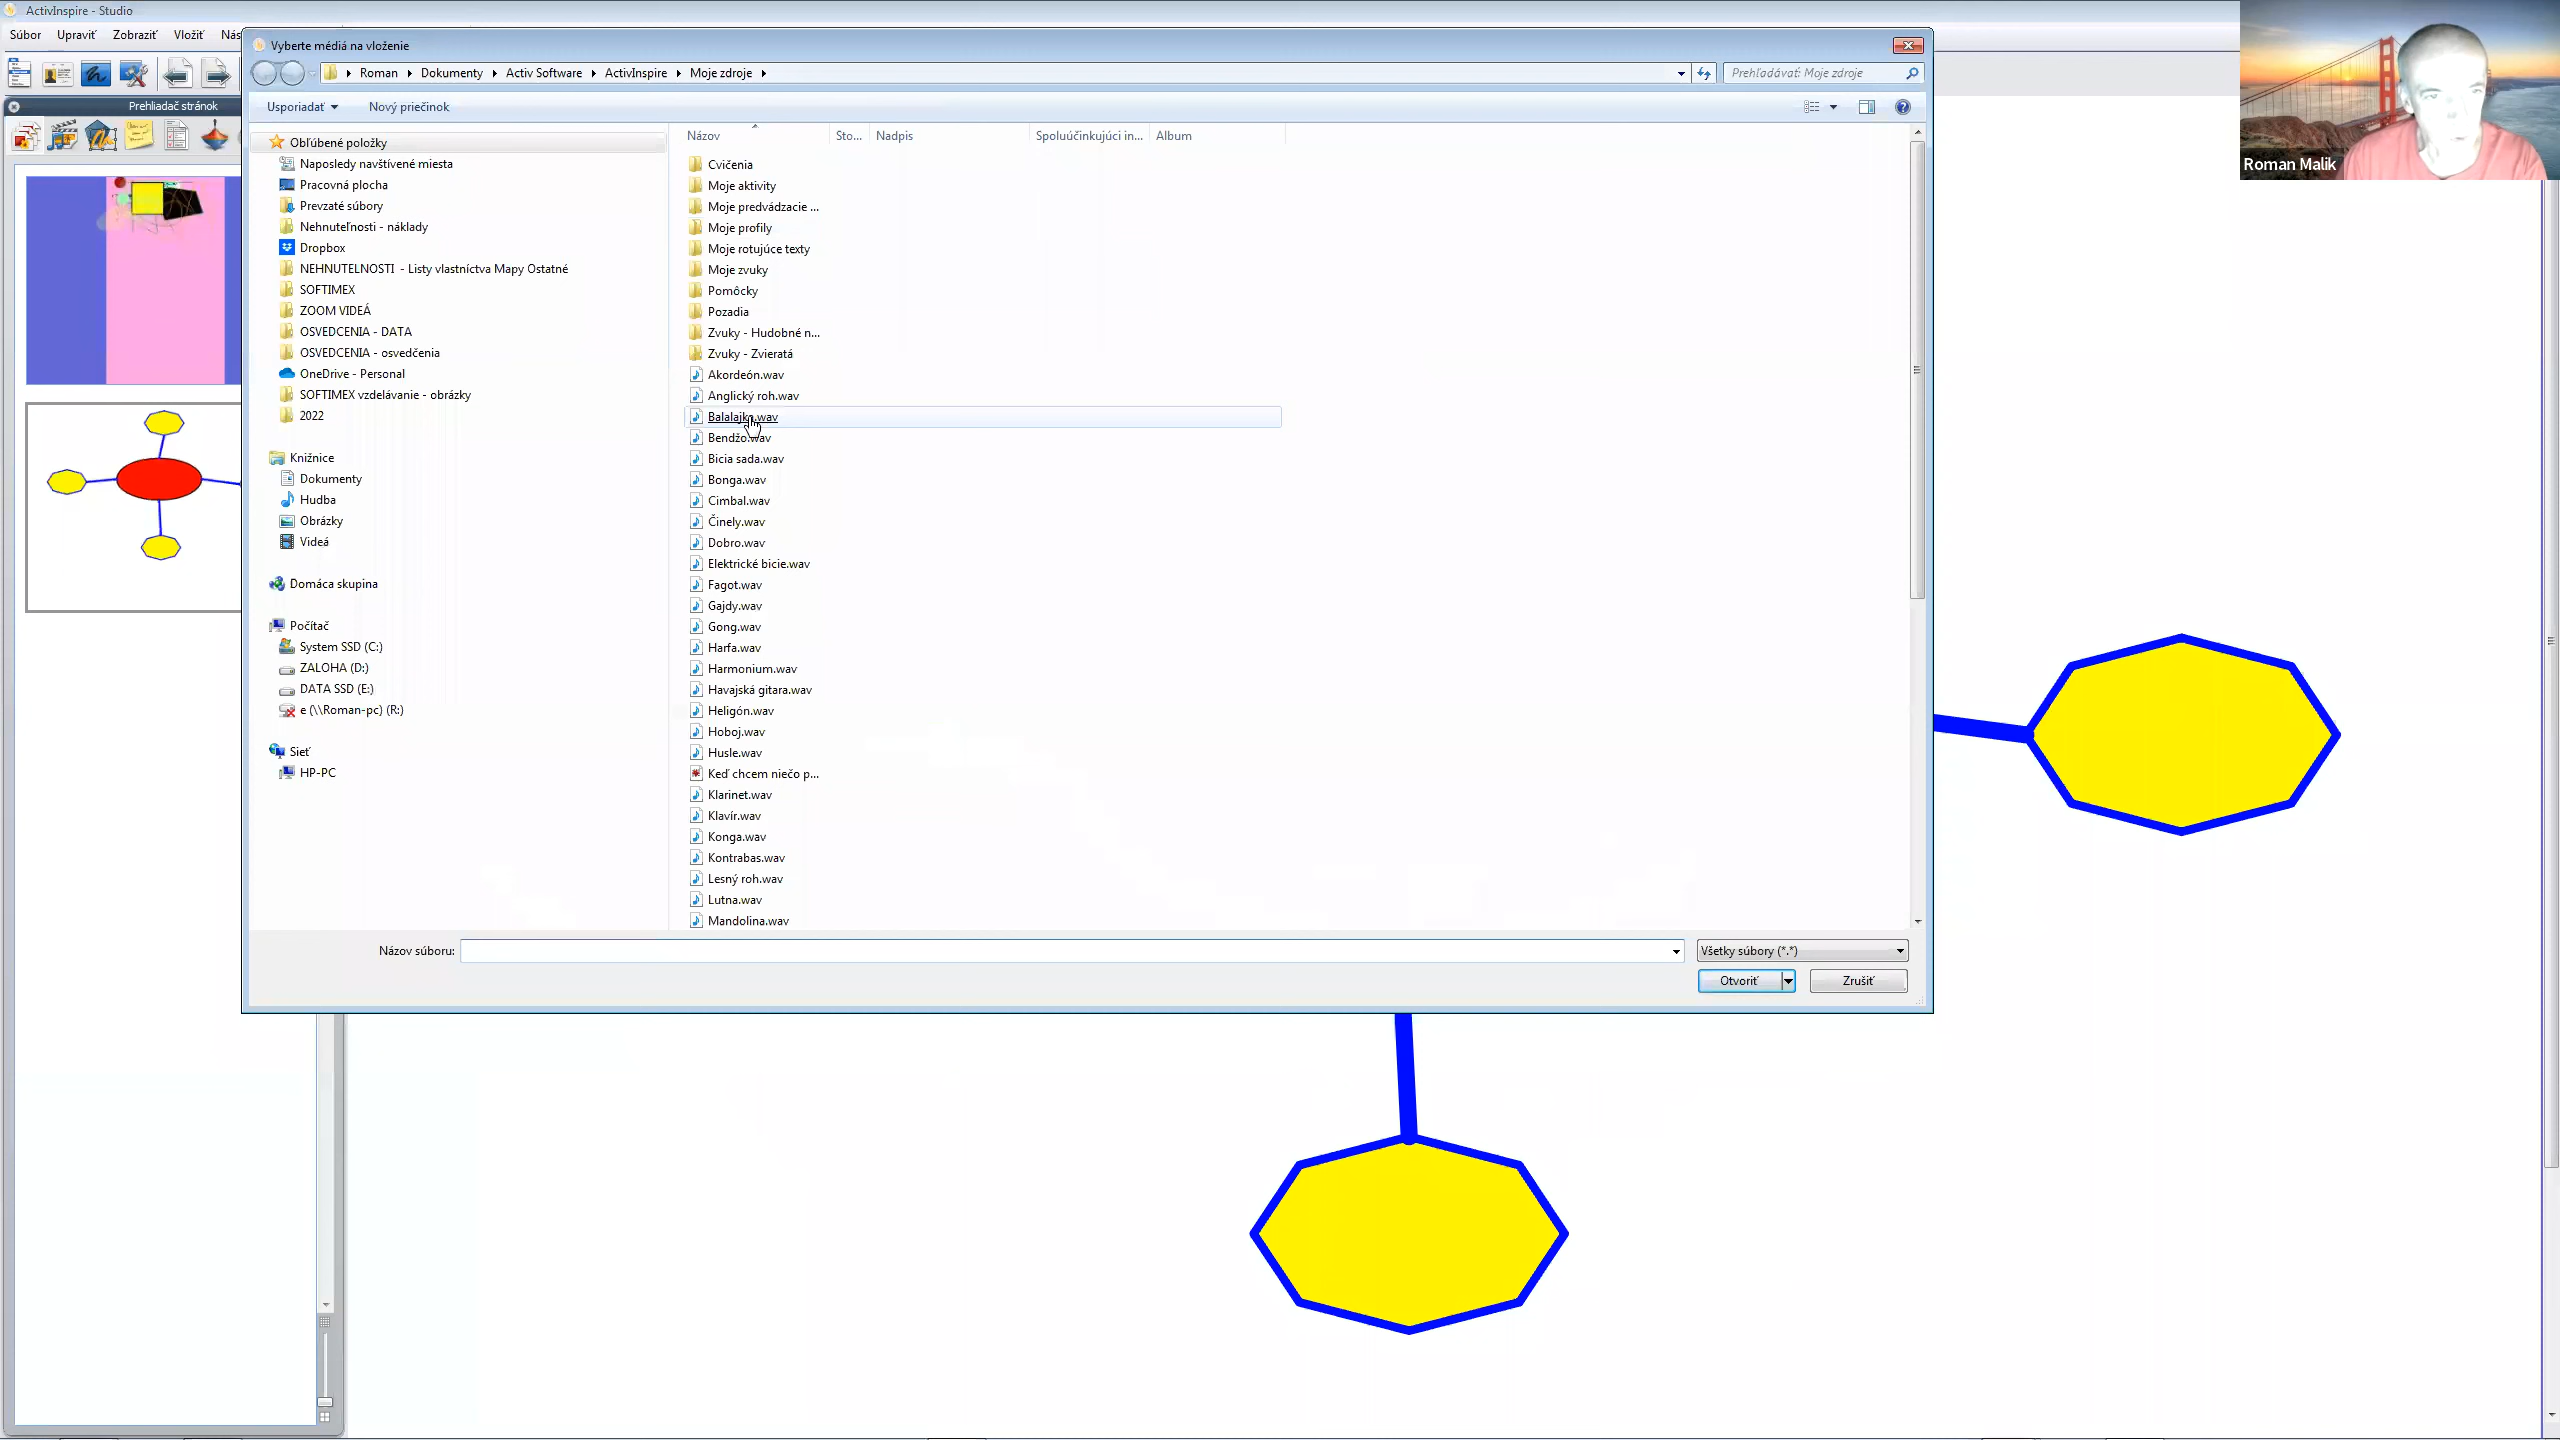 ActivInspire - Studio
Súbor Upraviť Zobraziť Vložiť Nás
Prehliadač stránok
Vyberte médiá na vloženie
Roman Dokumenty Activ Software ActivInspire Moje zdroje
Prehľadávať: Moje zdroje
Usporiadať Nový priečinok
Obľúbené položky
Naposledy navštívené miesta
Pracovná plocha
Prevzaté súbory
Nehnuteľnosti - náklady
Dropbox
NEHNUTELNOSTI - Listy vlastníctva Mapy Ostatné
SOFTIMEX
ZOOM VIDEÁ
OSVEDCENIA - DATA
OSVEDCENIA - osvedčenia
OneDrive - Personal
SOFTIMEX vzdelávanie - obrázky
2022
Knižnice
Dokumenty
Hudba
Obrázky
Videá
Domáca skupina
Počítač
System SSD (C:)
ZALOHA (D:)
DATA SSD (E:)
e (\\Roman-pc) (R:)
Sieť
HP-PC
Názov Sto... Nadpis Spoluúčinkujúci in... Album
Cvičenia
Moje aktivity
Moje predvádzacie ...
Moje profily
Moje rotujúce texty
Moje zvuky
Pomôcky
Pozadia
Zvuky - Hudobné n...
Zvuky - Zvieratá
Akordeón.wav
Anglický roh.wav
Balalajka.wav
Bendžo.wav
Bicia sada.wav
Bonga.wav
Cimbal.wav
Činely.wav
Dobro.wav
Elektrické bicie.wav
Fagot.wav
Gajdy.wav
Gong.wav
Harfa.wav
Harmonium.wav
Havajská gitara.wav
Heligón.wav
Hoboj.wav
Husle.wav
Keď chcem niečo p...
Klarinet.wav
Klavír.wav
Konga.wav
Kontrabas.wav
Lesný roh.wav
Lutna.wav
Mandolina.wav
Názov súboru:
Všetky súbory (*.*)
Otvoriť Zrušiť
Roman Malik